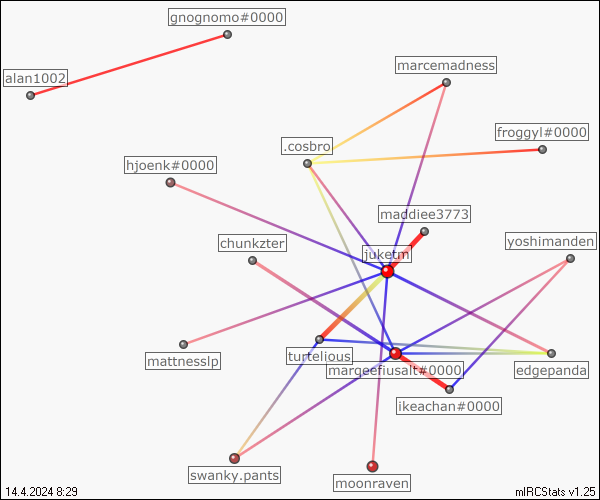 gnognomo#0000
alan1002
marcemadness
froggyl#0000
.cosbro
hjoenk#0000
maddiee3773
chunkzter
yoshimanden
juketm
mattnesslp
turtelious
margeefiusalt#0000
edgepanda
ikeachan#0000
swanky.pants
moonraven
14.4.2024 8:29
mIRCStats v1.25